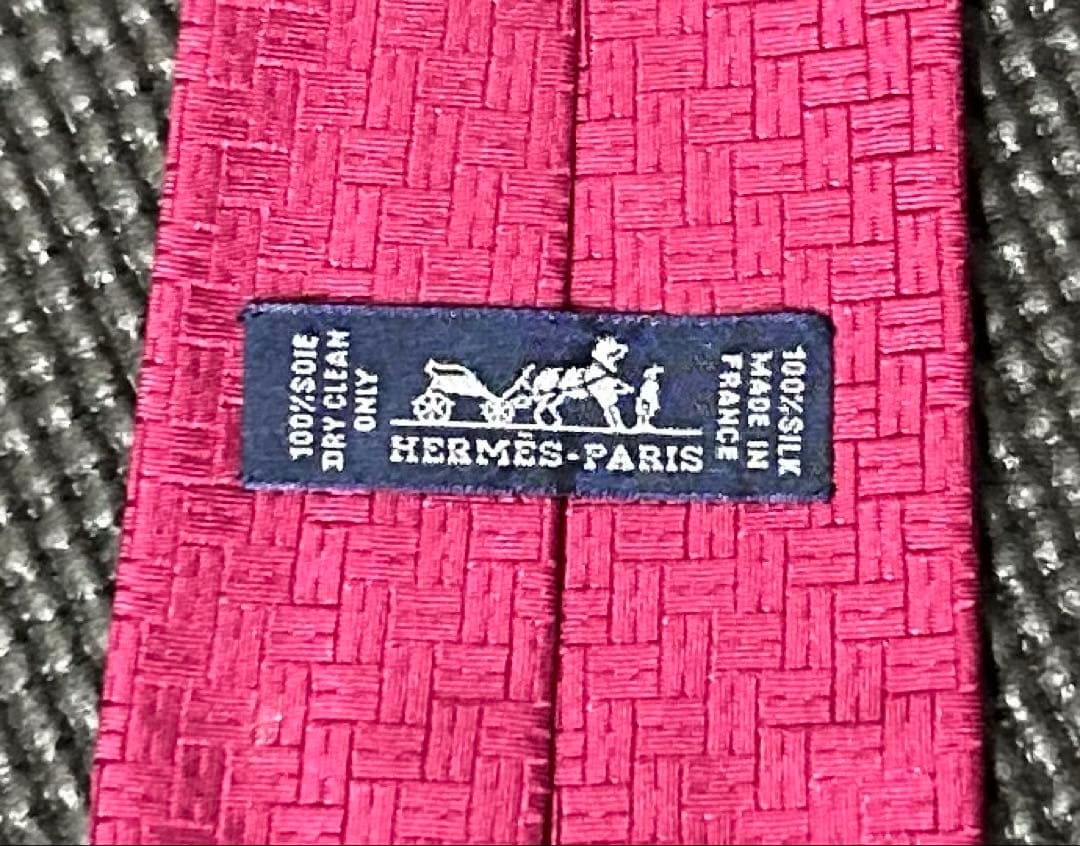 100%SOIE
DRY CLEAN
ONLY
HERMÈS-PARIS
100%SILK
MADE IN
FRANCE